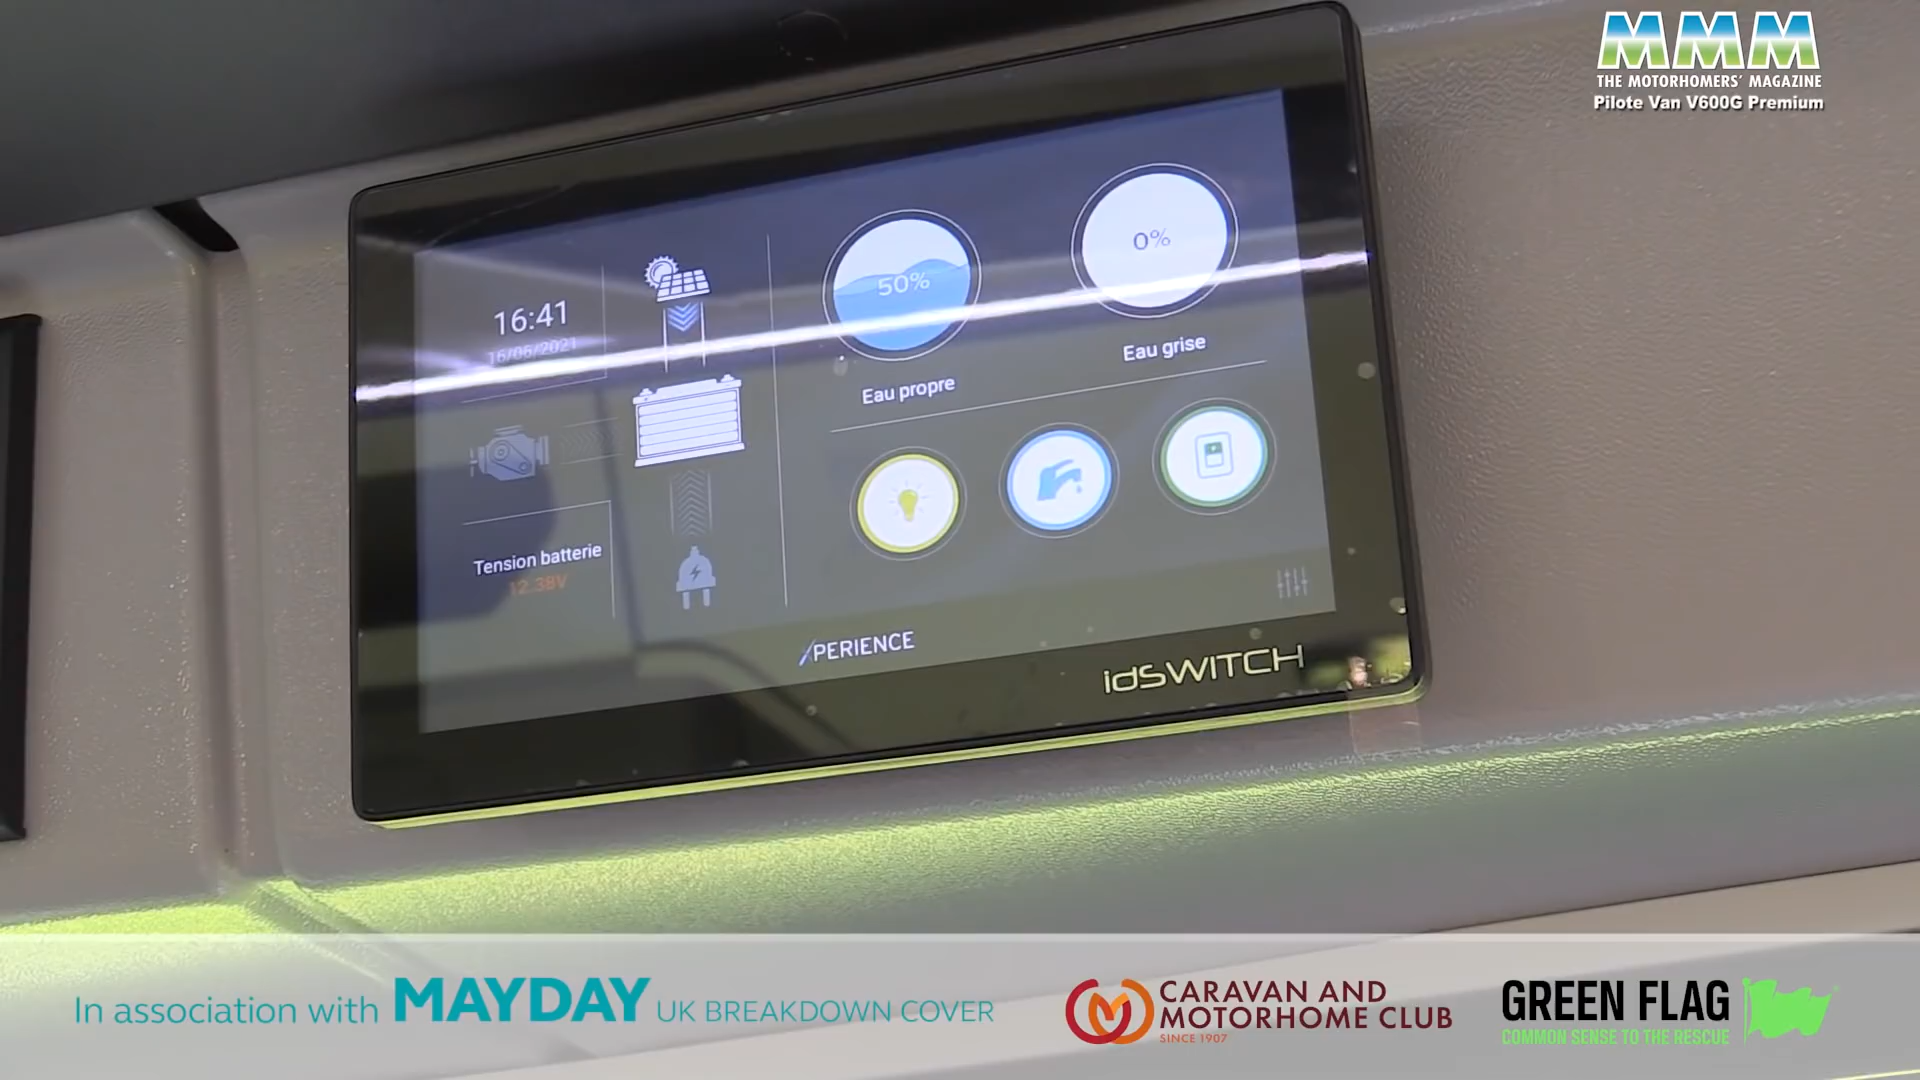 MMM
THE MOTORHOMERS' MAGAZINE
Pilote Van V600G Premium
16:41
16/06/2021
50%
0%
Eau propre
Eau grise
Tension batterie
12.38V
XPERIENCE
idSWITCH
In association with MAYDAY UK BREAKDOWN COVER
CARAVAN AND
MOTORHOME CLUB
SINCE 1907
GREEN FLAG
COMMON SENSE TO THE RESCUE